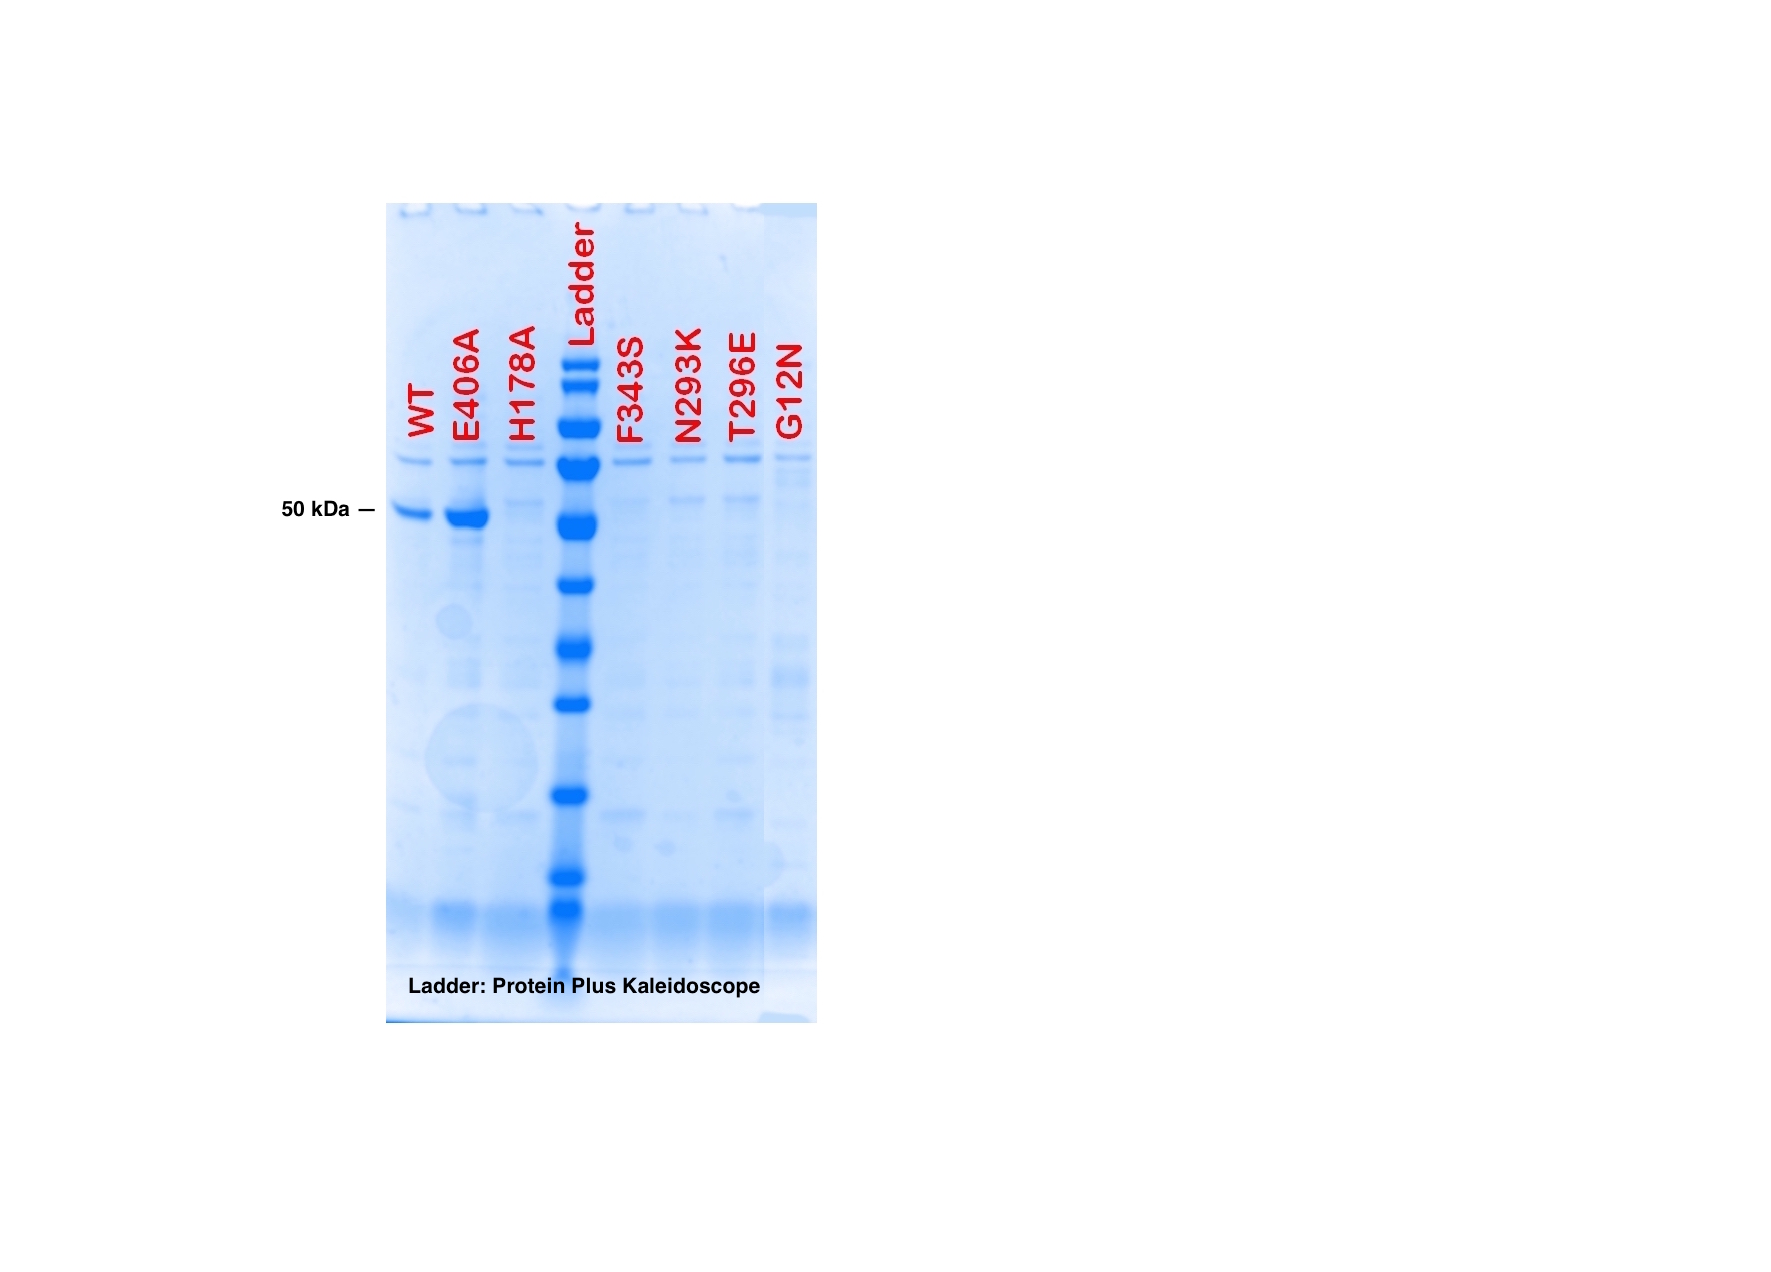 WT
E406A
H178A
Ladder
F343S
N293K
T296E
G12N
50 kDa —
Ladder: Protein Plus Kaleidoscope